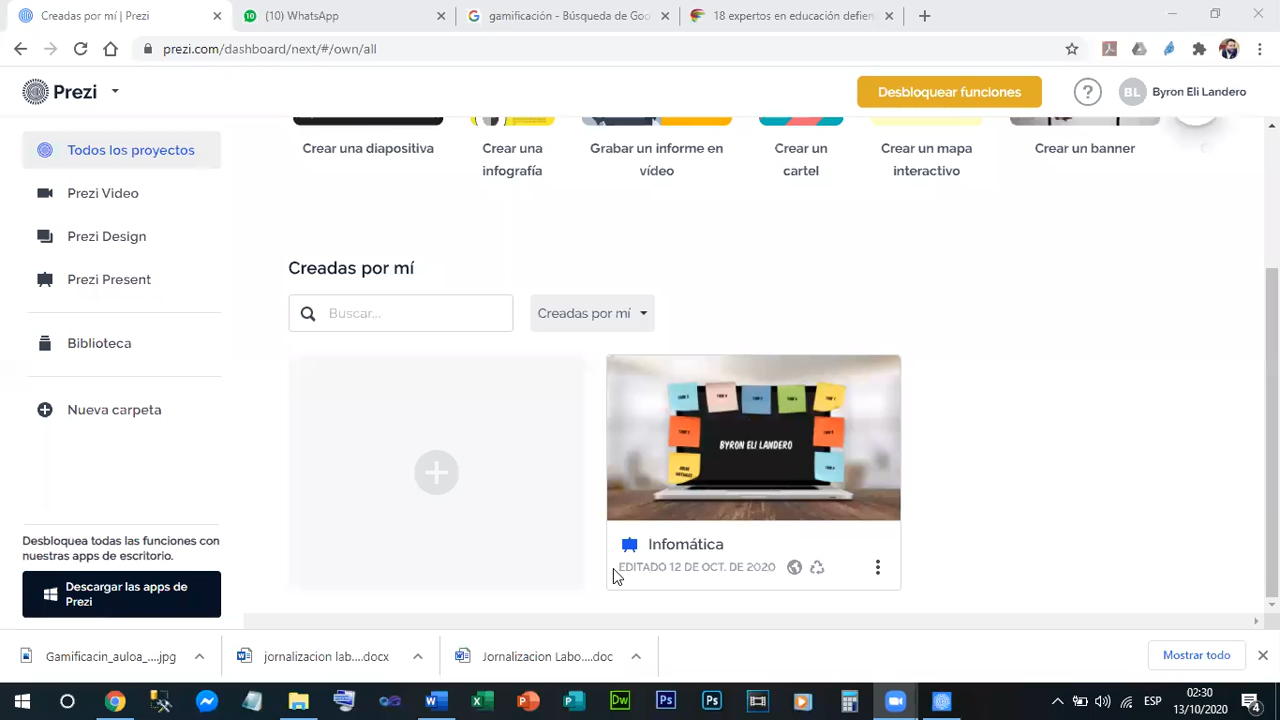 Creadas por mí | Prezi
(10) WhatsApp
gamificación - Búsqueda de Goo
18 expertos en educación defien
prezi.com/dashboard/next/#/own/all
Prezi
Desbloquear funciones
?
BL
Byron Eli Landero
Todos los proyectos
Prezi Video
Prezi Design
Prezi Present
Biblioteca
Nueva carpeta
Desbloquea todas las funciones con
nuestras apps de escritorio.
Descargar las apps de
Prezi
Crear una diapositiva
Crear una
infografía
Grabar un informe en
vídeo
Crear un
cartel
Crear un mapa
interactivo
Crear un banner
Creadas por mí
Buscar...
Creadas por mí
BYRON ELI LANDERO
Infomática
EDITADO 12 DE OCT. DE 2020
Gamificacin_auloa_....jpg
jornalizacion lab....docx
Jornalizacion Labo....doc
Mostrar todo
ESP
02:30
13/10/2020
4